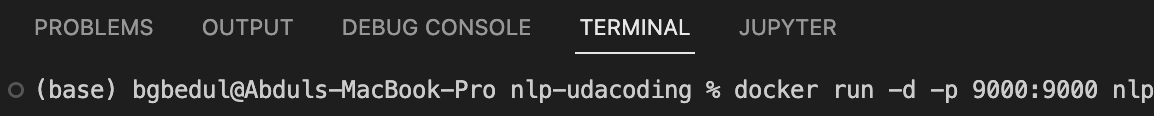 PROBLEMS OUTPUT DEBUG CONSOLE TERMINAL JUPYTER
(base) bgbedul@Abduls-MacBook-Pro nlp-udacoding % docker run -d -p 9000:9000 nlp